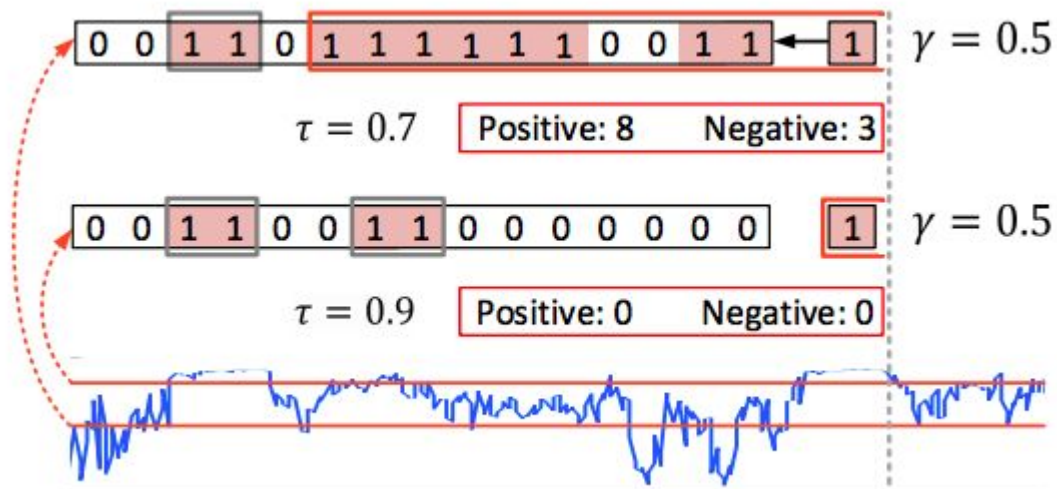 0 0 1 1 0 1 1 1 1 1 1 0 0 1 1 1 γ = 0.5
τ = 0.7 Positive: 8 Negative: 3
0 0 1 1 0 0 1 1 0 0 0 0 0 0 0 1 γ = 0.5
τ = 0.9 Positive: 0 Negative: 0